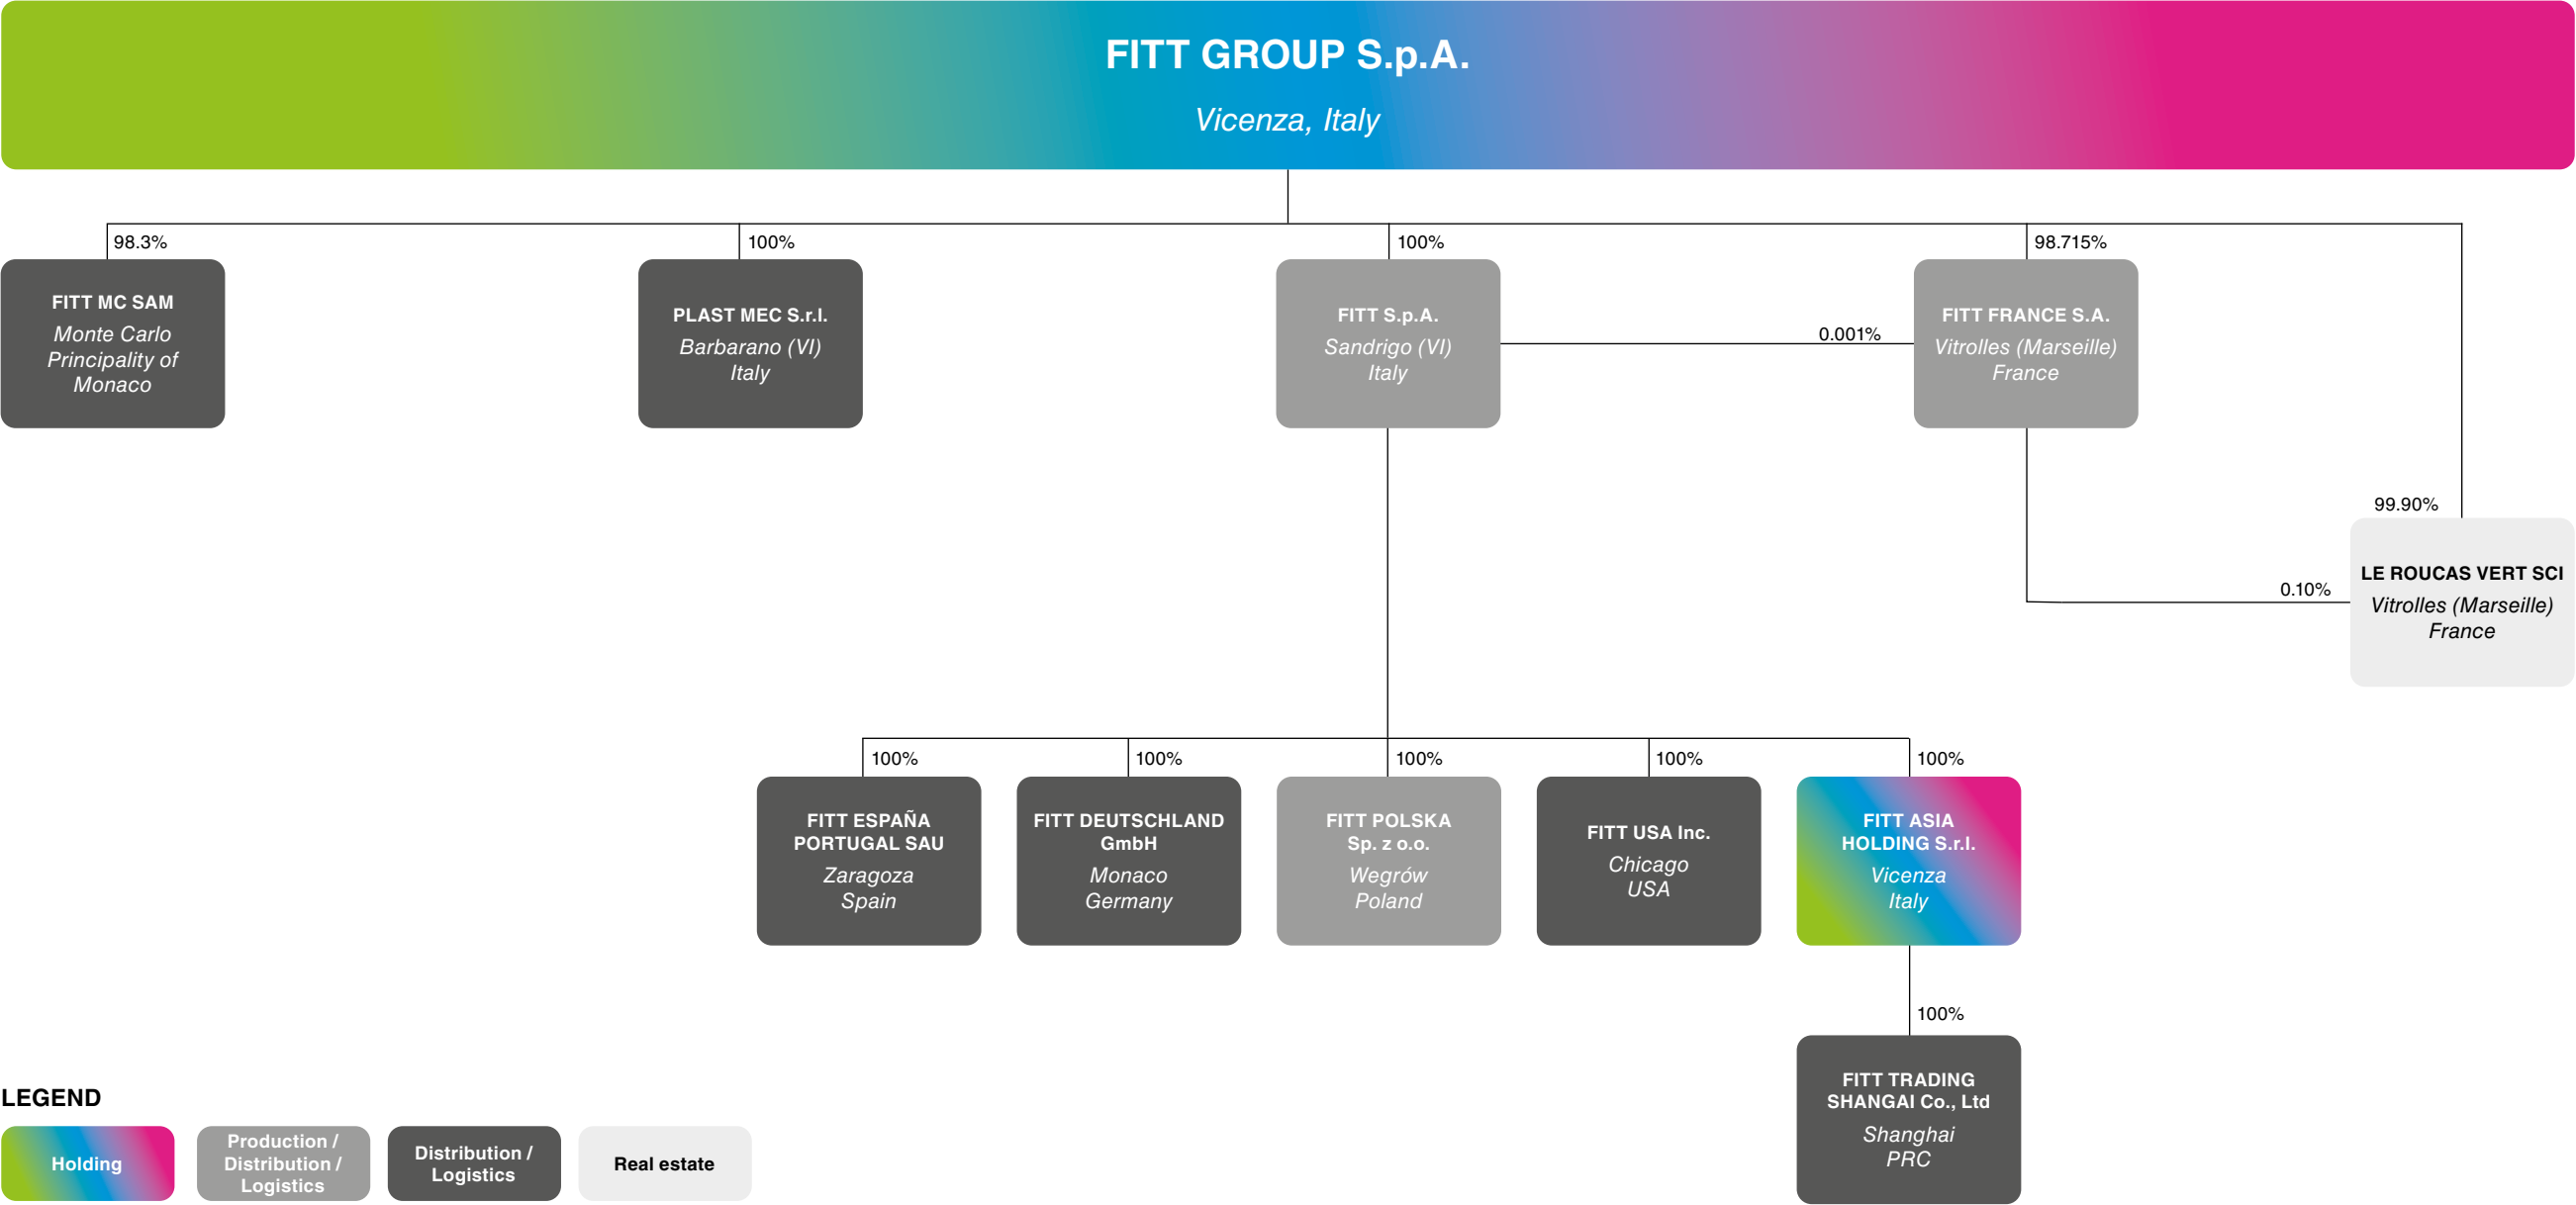 FITT GROUP S.p.A.
Vicenza, Italy
98.3%
100%
100%
98.715%
FITT MC SAM
Monte Carlo
Principality of
Monaco
PLAST MEC S.r.l.
Barbarano (VI)
Italy
FITT S.p.A.
Sandrigo (VI)
Italy
0.001%
FITT FRANCE S.A.
Vitrolles (Marseille)
France
99.90%
0.10%
LE ROUCAS VERT SCI
Vitrolles (Marseille)
France
100%
100%
100%
100%
100%
FITT ESPAÑA
PORTUGAL SAU
Zaragoza
Spain
FITT DEUTSCHLAND
GmbH
Monaco
Germany
FITT POLSKA
Sp. z o.o.
Wegrów
Poland
FITT USA Inc.
Chicago
USA
FITT ASIA
HOLDING S.r.l.
Vicenza
Italy
100%
FITT TRADING
SHANGAI Co., Ltd
Shanghai
PRC
LEGEND
Holding
Production /
Distribution /
Logistics
Distribution /
Logistics
Real estate